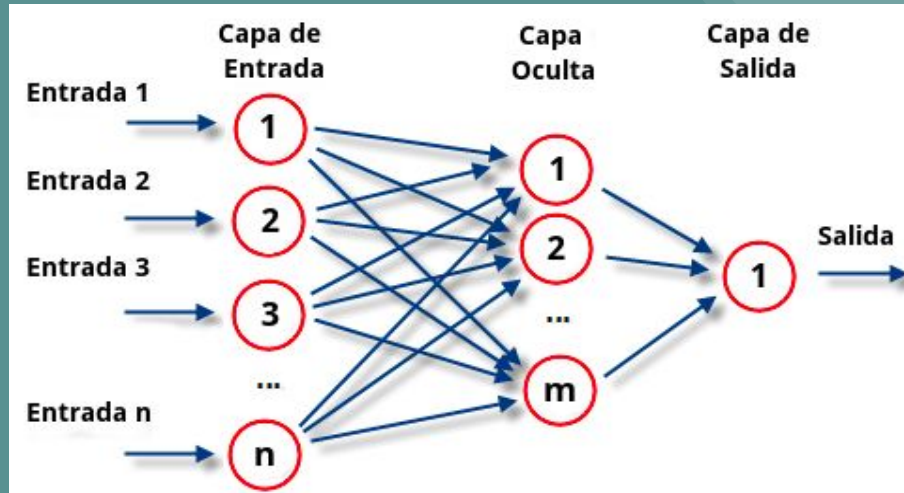 Capa de
Entrada
Capa
Oculta
Capa de
Salida
Entrada 1
1
Entrada 2
2
Entrada 3
3
...
Entrada n
n
1
2
...
m
1
Salida